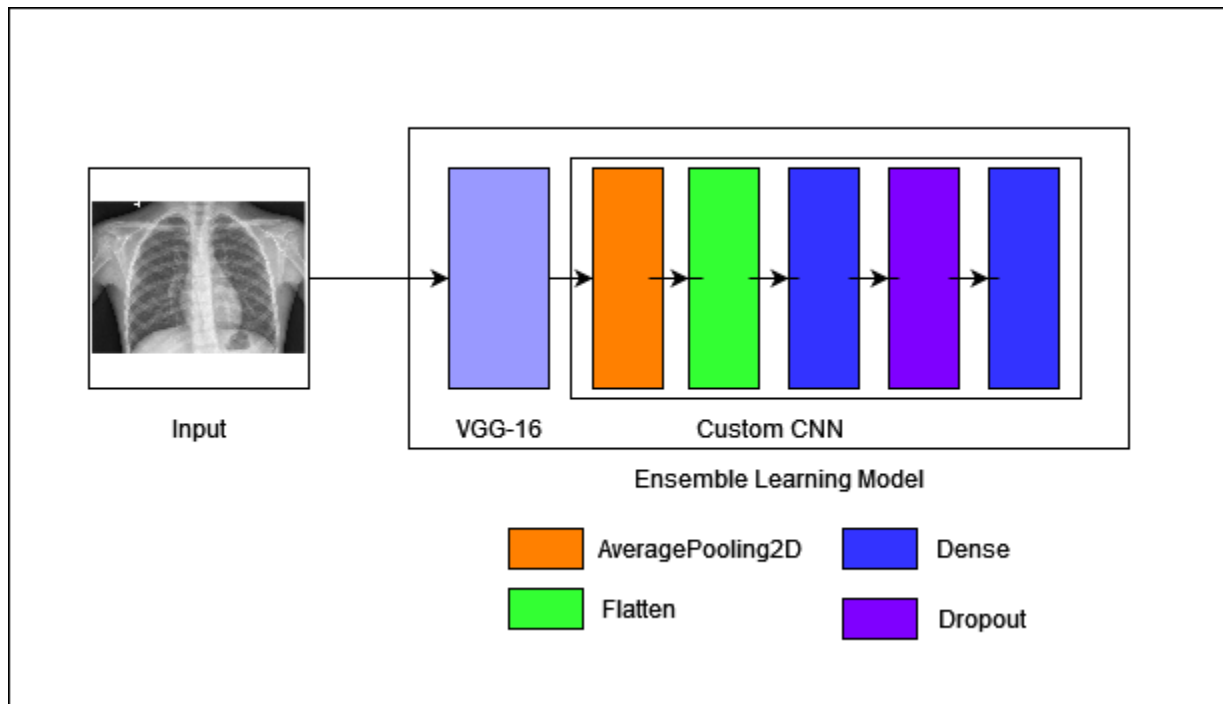 Input
VGG-16
Custom CNN
Ensemble Learning Model
AveragePooling2D
Dense
Flatten
Dropout